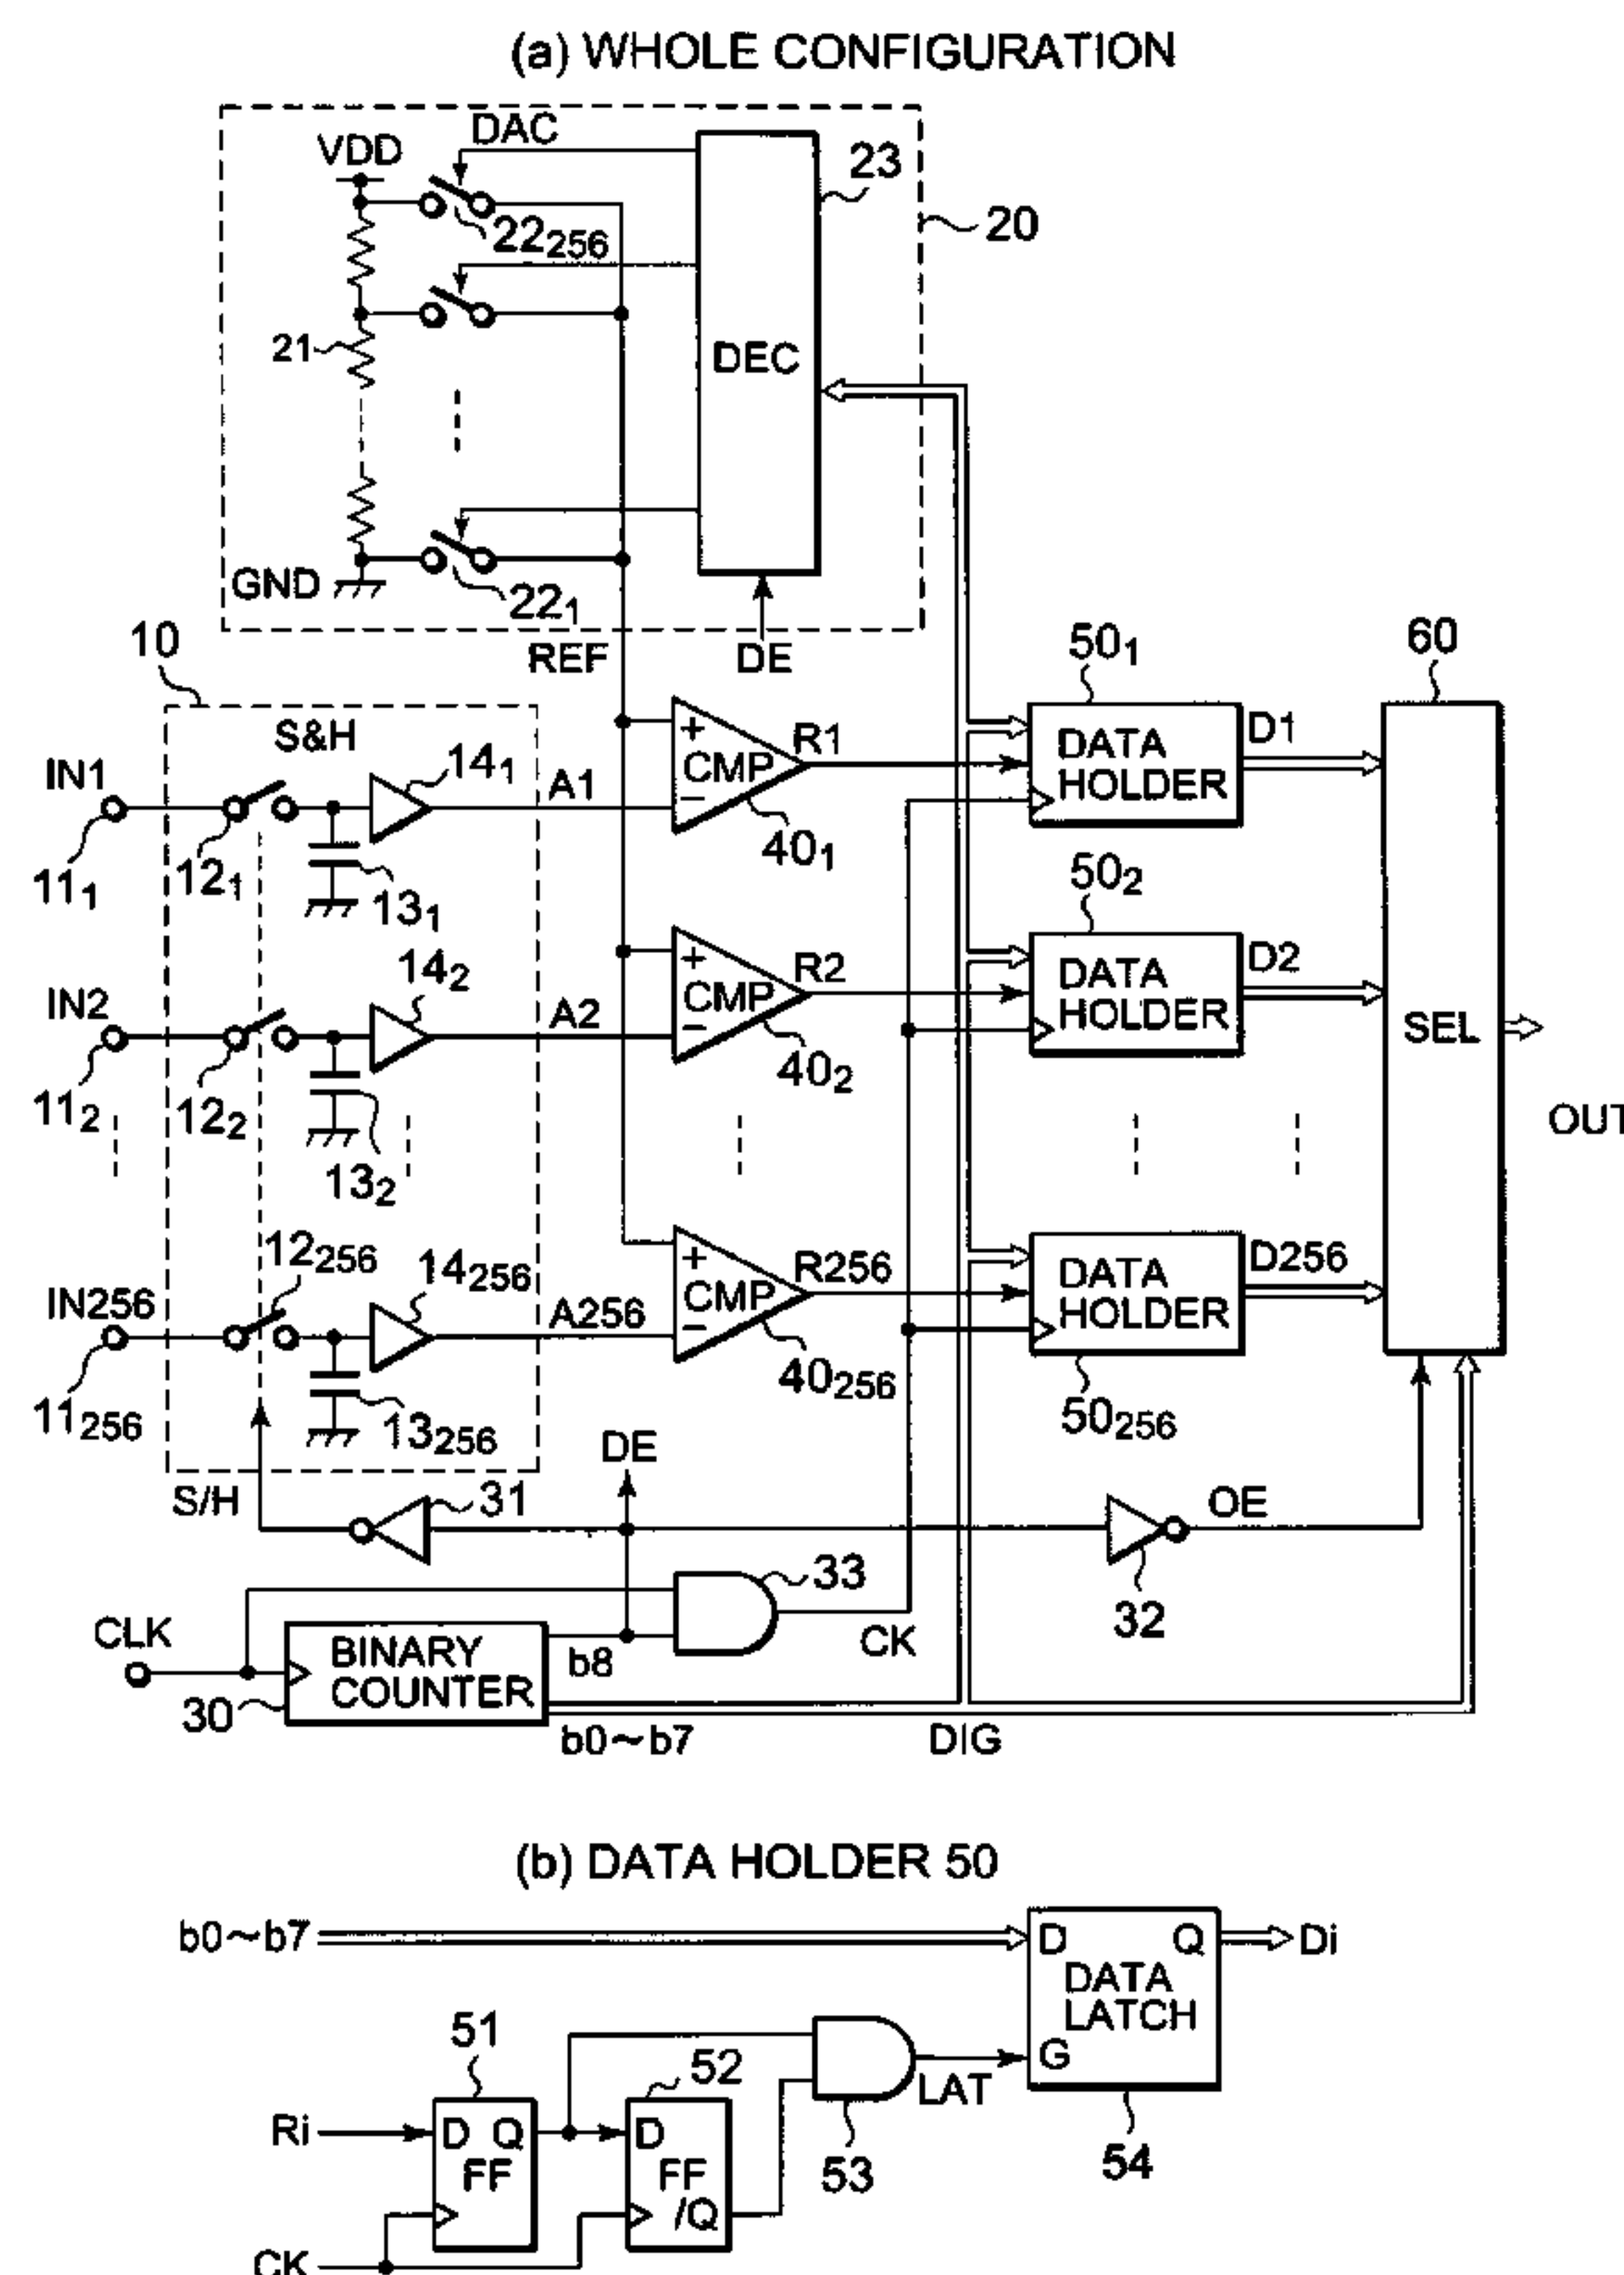 (a) WHOLE CONFIGURATION
DAC
VDD
23
22256
20
21
DEC
GND
221
REF
DE
10
S&H
501
60
IN1
141
A1
+
CMP
−
R1
DATA
HOLDER
D1
111
121
131
401
502
IN2
142
A2
+
CMP
−
R2
DATA
HOLDER
D2
SEL
112
122
132
402
OUT
IN256
12256
14256
A256
+
CMP
−
R256
DATA
HOLDER
D256
11256
13256
40256
50256
DE
S/H
31
OE
33
32
CLK
BINARY
COUNTER
b8
CK
30
b0~b7
DIG
(b) DATA HOLDER 50
b0~b7
D
Q
Di
DATA
LATCH
51
52
G
LAT
Ri
D Q
FF
D
FF
/Q
53
54
CK